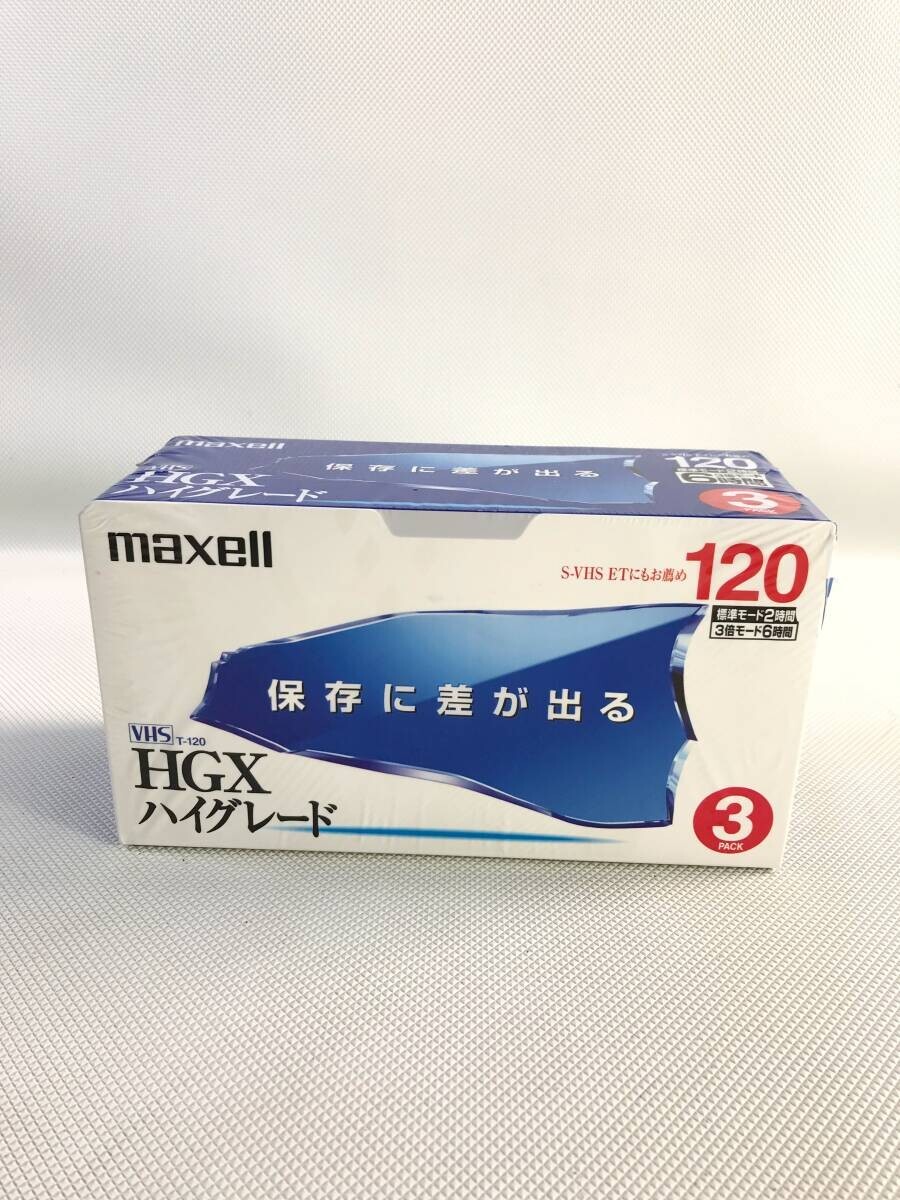 maxell
VHS
HGX
ハイグレード
保存に差が出る
120
3
maxell
S-VHS ETにもお薦め
120
標準モード2時間
3倍モード6時間
保存に差が出る
VHS T-120
HGX
ハイグレード
3
PACK